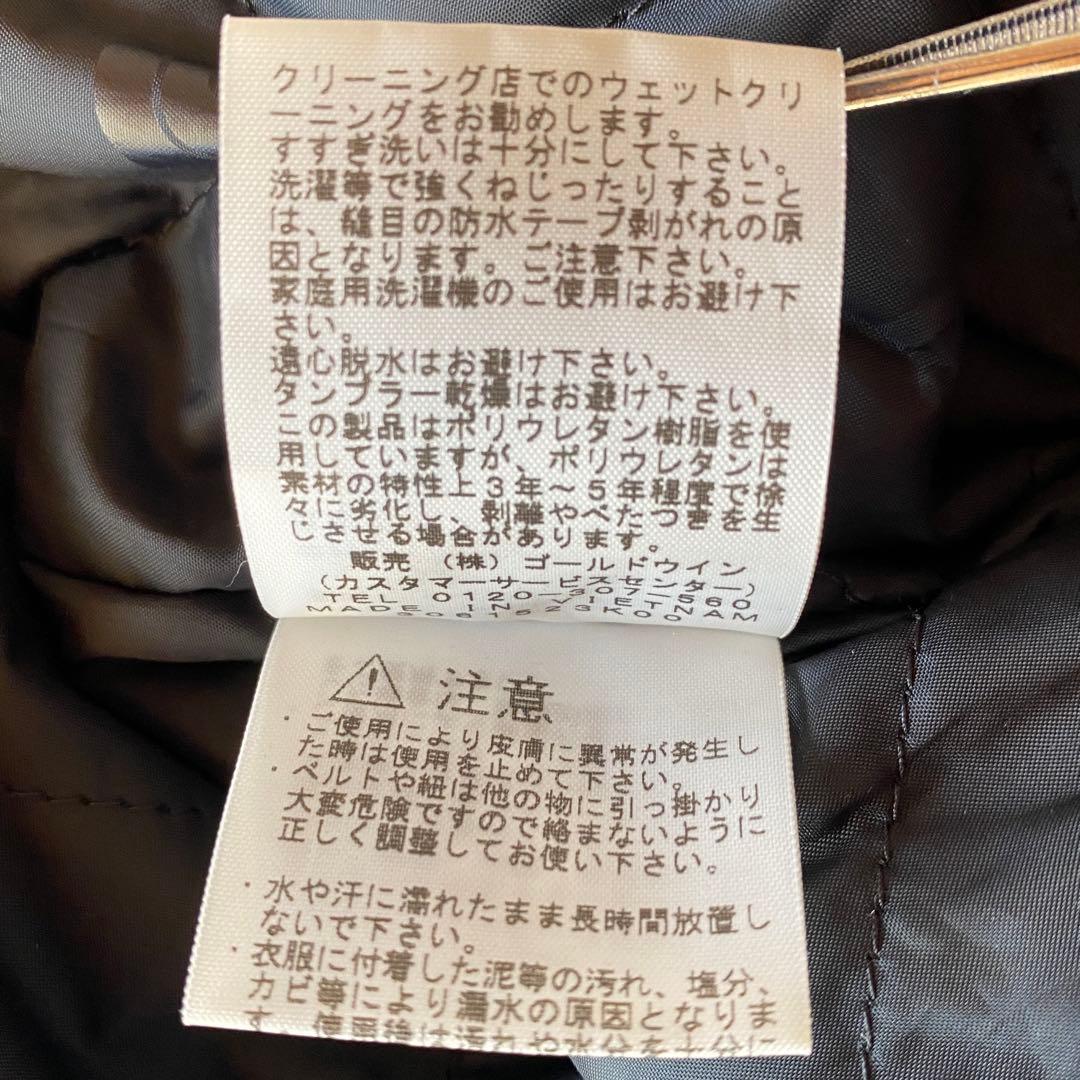 クリーニング店でのウェットクリ
ーニングをお勧めします。
すすぎ洗いは十分にして下さい。
洗濯等で強くねじったりすること
は、縫目の防水テープ剥がれの原
因となります。ご注意下さい。
家庭用洗濯機のご使用はお避け下
さい。
遠心脱水はお避け下さい。
タンブラー乾燥はお避け下さい。
この製品はポリウレタン樹脂を使
用していますが、ポリウレタンは
素材の特性上3年～5年程度で徐
々に劣化し、剥離やべたつきを生
じさせる場合があります。
販売 (株) ゴールドウイン
(カスタマーサービスセンター)
TEL 0120-307-560
MADE IN VIETNAM
⚠ 注意
・ご使用により皮膚に異常が発生し
た時は使用を止めて下さい。
・ベルトや紐は他の物に引っ掛かり
大変危険ですので絡まないように
正しく調整してお使い下さい。
・水や汗に濡れたまま長時間放置し
ないで下さい。
・衣服に付着した泥等の汚れ、塩分、
カビ等により漏水の原因となりま
す。使用後は汚れや水分を十分に